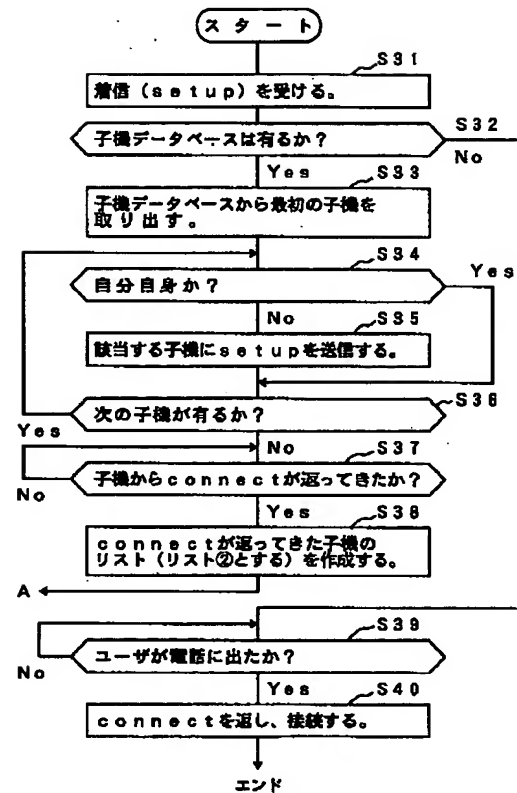 スタート
S31
着信（setup）を受ける。
S32
子機データベースは有るか？
No
Yes
S33
子機データベースから最初の子機を
取り出す。
S34
自分自身か？
Yes
No
S35
該当する子機にsetupを送信する。
S36
次の子機が有るか？
Yes
No
S37
子機からconnectが返ってきたか？
No
Yes
S38
connectが返ってきた子機の
リスト（リスト②とする）を作成する。
A
S39
ユーザが電話に出たか？
No
Yes
S40
connectを返し、接続する。
エンド